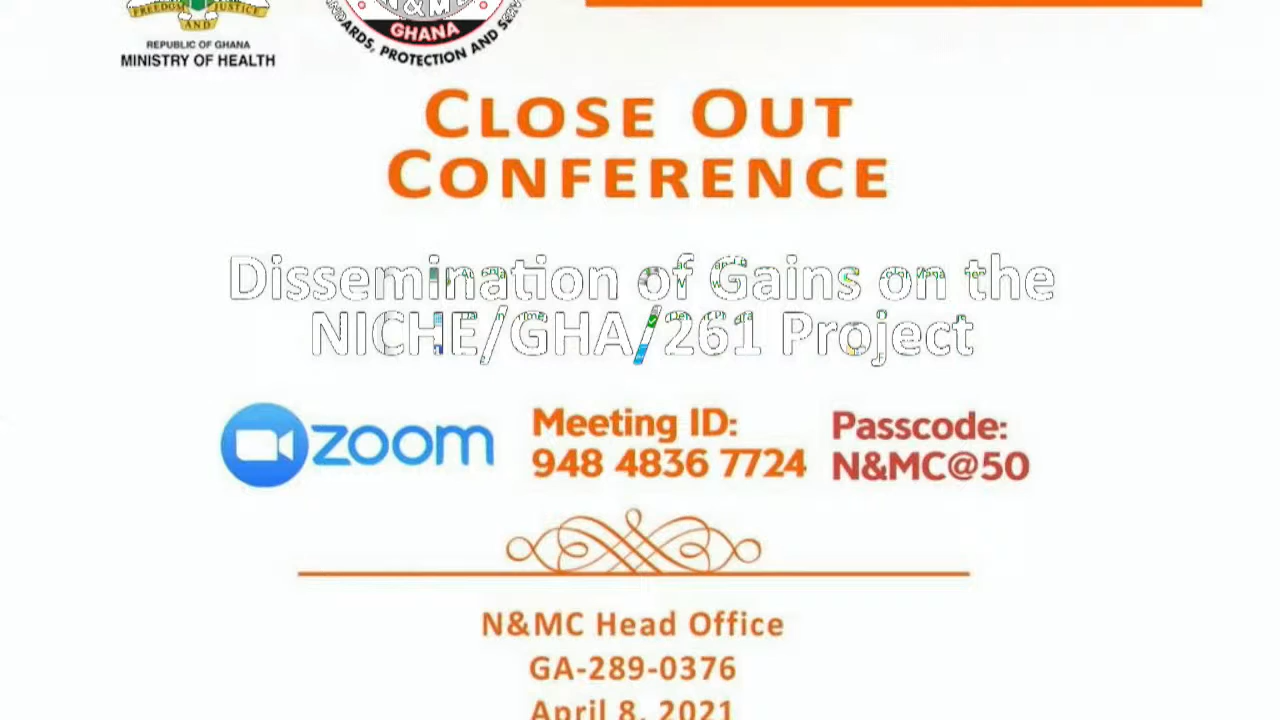 FREEDOM AND JUSTICE
REPUBLIC OF GHANA
MINISTRY OF HEALTH
GHANA
PROTECTION AND
CLOSE OUT
CONFERENCE
Dissemination of Gains on the
NICHE/GHA/261 Project
zoom
Meeting ID:
948 4836 7724
Passcode:
N&MC@50
N&MC Head Office
GA-289-0376
April 8, 2021